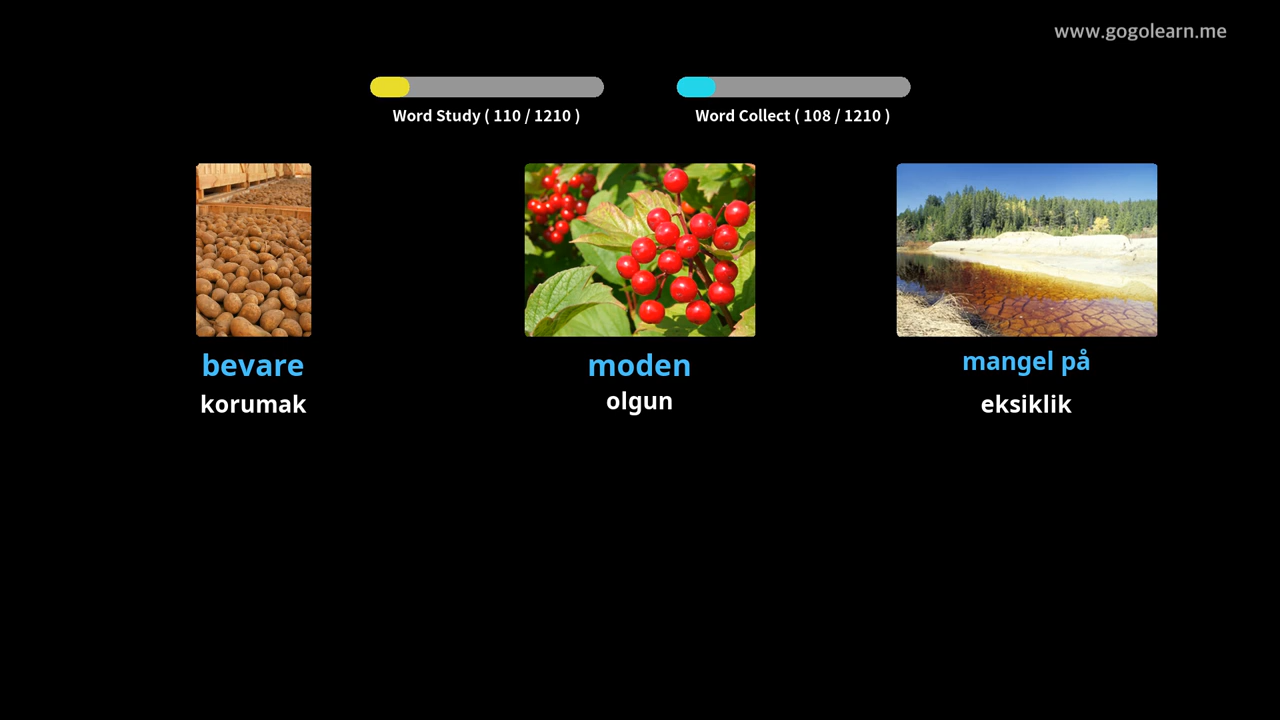 www.gogolearn.me
Word Study ( 110 / 1210 )
Word Collect ( 108 / 1210 )
bevare
korumak
moden
olgun
mangel på
eksiklik